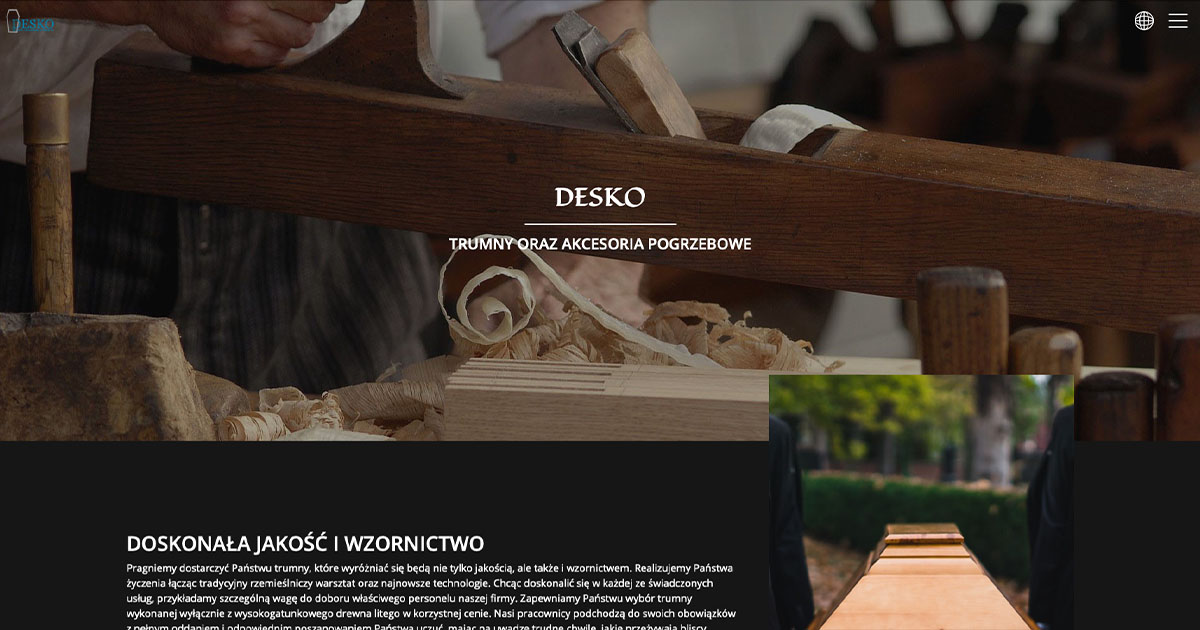 DESKO
DESKO
TRUMNY ORAZ AKCESORIA POGRZEBOWE
DOSKONAŁA JAKOŚĆ I WZORNICTWO
Pragniemy dostarczyć Państwu trumny, które wyróżniać się będą nie tylko jakością, ale także i wzornictwem. Realizujemy Państwa
życzenia łącząc tradycyjny rzemieślniczy warsztat oraz najnowsze technologie. Chcąc doskonalić się w każdej ze świadczonych
usług, przykładamy szczególną wagę do doboru właściwego personelu naszej firmy. Zapewniamy Państwu wybór trumny
wykonanej wyłącznie z wysokogatunkowego drewna litego w korzystnej cenie. Nasi pracownicy podchodzą do swoich obowiązków
z pełnym oddaniem i odpowiednim poszanowaniem Państwa uczuć, mając na uwadze trudne chwile, jakie przeżywają bliscy